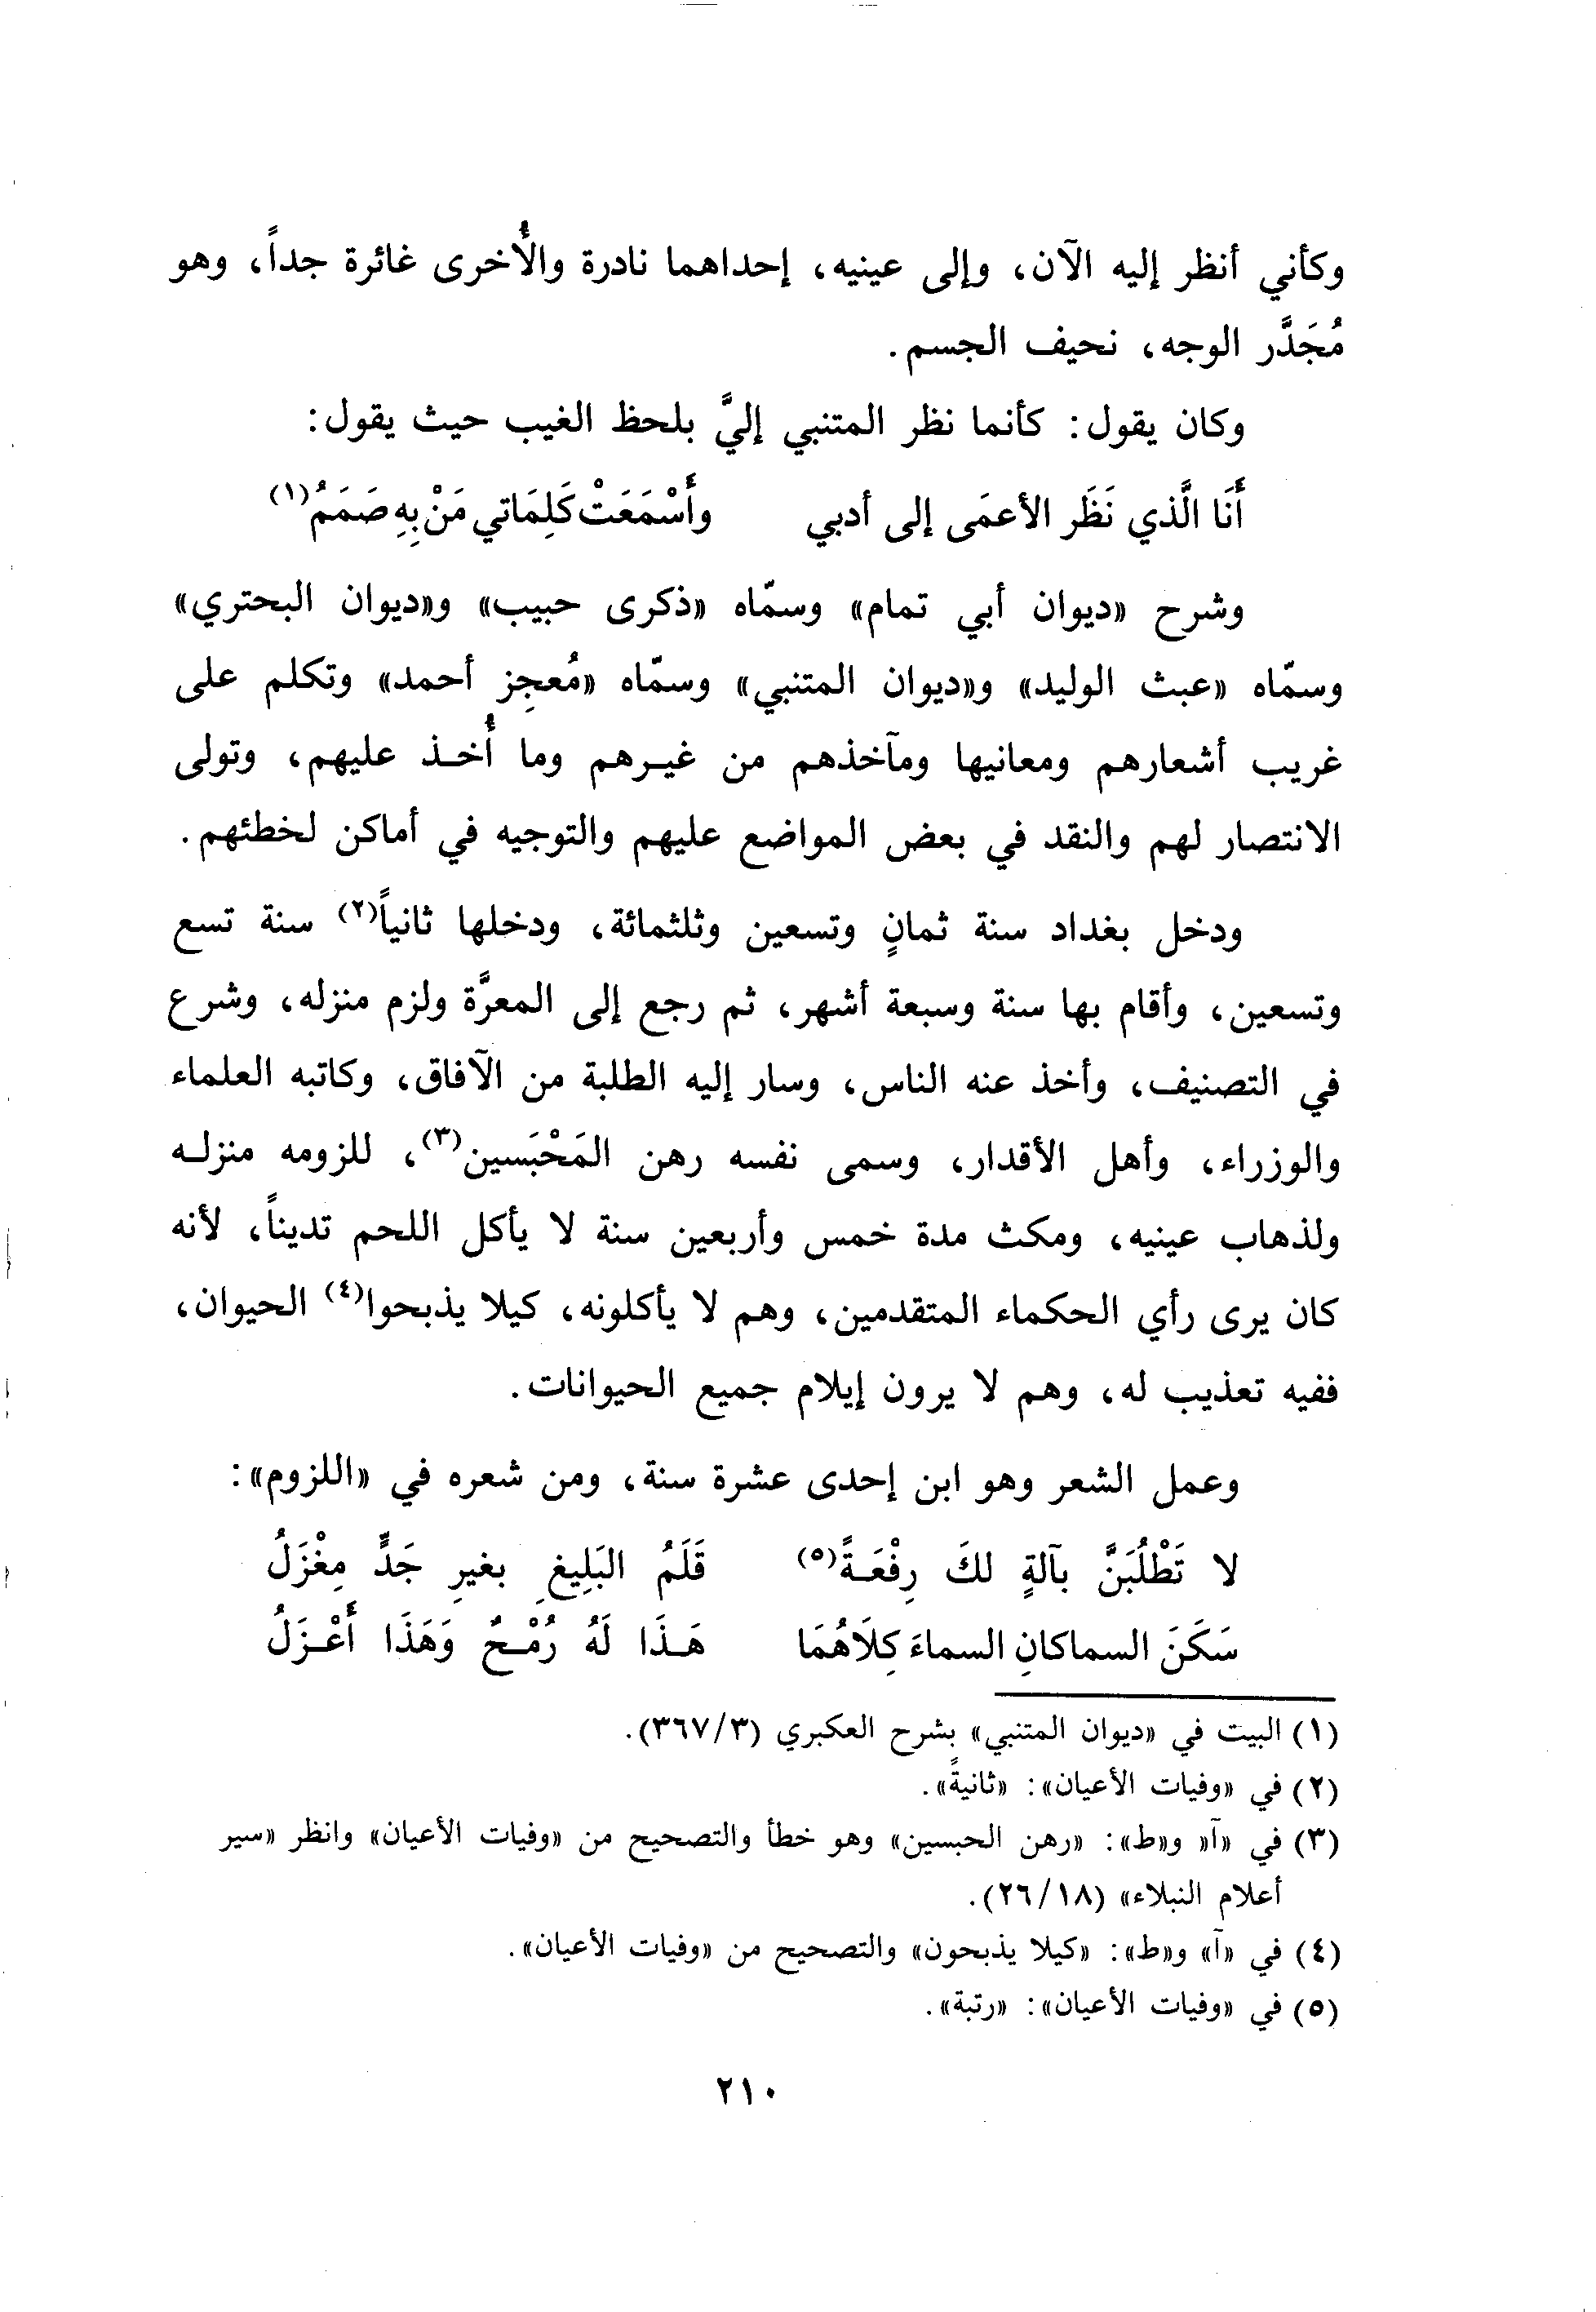 وكأني أنظر إليه الآن، وإلى عينيه، إحداهما نادرة والأُخرى غائرة جداً، وهو
مُجَدَّر الوجه، نحيف الجسم.
وكان يقول: كأنما نظر المتنبي إليَّ بلحظ الغيب حيث يقول:
أَنَا الَّذي نَظَر الأعمَى إلى أدبي وأَسْمَعَتْ كَلِمَاتي مَنْ بِهِ صَمَمُ(١)
وشرح «ديوان أبي تمام» وسمّاه «ذكرى حبيب» و«ديوان البحتري»
وسمّاه «عبث الوليد» و«ديوان المتنبي» وسمّاه «مُعجِز أحمد» وتكلم على
غريب أشعارهم ومعانيها ومآخذهم من غيرهم وما أُخذ عليهم، وتولى
الانتصار لهم والنقد في بعض المواضع عليهم والتوجيه في أماكن لخطئهم.
ودخل بغداد سنة ثمانٍ وتسعين وثلثمائة، ودخلها ثانياً(٢) سنة تسع
وتسعين، وأقام بها سنة وسبعة أشهر، ثم رجع إلى المعرَّة ولزم منزله، وشرع
في التصنيف، وأخذ عنه الناس، وسار إليه الطلبة من الآفاق، وكاتبه العلماء
والوزراء، وأهل الأقدار، وسمى نفسه رهن المَحْبَسين(٣)، للزومه منزلـه
ولذهاب عينيه، ومكث مدة خمس وأربعين سنة لا يأكل اللحم تديناً، لأنه
كان يرى رأي الحكماء المتقدمين، وهم لا يأكلونه، كيلا يذبحوا(٤) الحيوان،
ففيه تعذيب له، وهم لا يرون إيلام جميع الحيوانات.
وعمل الشعر وهو ابن إحدى عشرة سنة، ومن شعره في «اللزوم»:
لا تَطْلُبَنَّ بآلةٍ لكَ رِفْعَـةً(٥) قَلَمُ البَلِيغِ بغيرِ جَدٍّ مِغْزَلُ
سَكَنَ السماكانِ السماءَ كِلَاهُمَا هَـذَا لَهُ رُمْـحٌ وَهَذَا أَعْـزَلُ
(١) البيت في «ديوان المتنبي» بشرح العكبري (٣/٣٦٧).
(٢) في «وفيات الأعيان»: «ثانيةً».
(٣) في «آ» و«ط»: «رهن الحبسين» وهو خطأ والتصحيح من «وفيات الأعيان» وانظر «سير
أعلام النبلاء» (١٨/٢٦).
(٤) في «آ» و«ط»: «كيلا يذبحون» والتصحيح من «وفيات الأعيان».
(٥) في «وفيات الأعيان»: «رتبة».
٢١٠